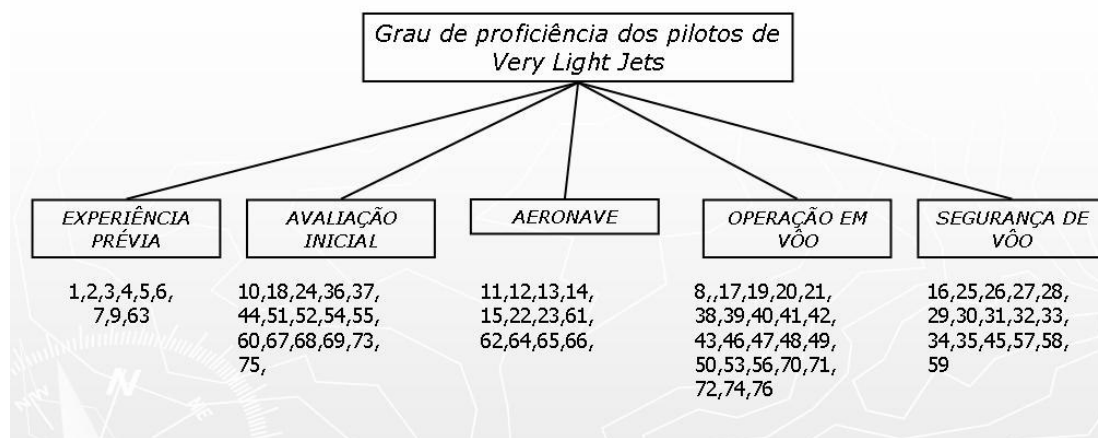 Grau de proficiência dos pilotos de
Very Light Jets
EXPERIÊNCIA
PRÉVIA
1,2,3,4,5,6,
7,9,63
AVALIAÇÃO
INICIAL
10,18,24,36,37,
44,51,52,54,55,
60,67,68,69,73,
75,
AERONAVE
11,12,13,14,
15,22,23,61,
62,64,65,66,
OPERAÇÃO EM
VÔO
8,,17,19,20,21,
38,39,40,41,42,
43,46,47,48,49,
50,53,56,70,71,
72,74,76
SEGURANÇA DE
VÔO
16,25,26,27,28,
29,30,31,32,33,
34,35,45,57,58,
59
NW
N
NE